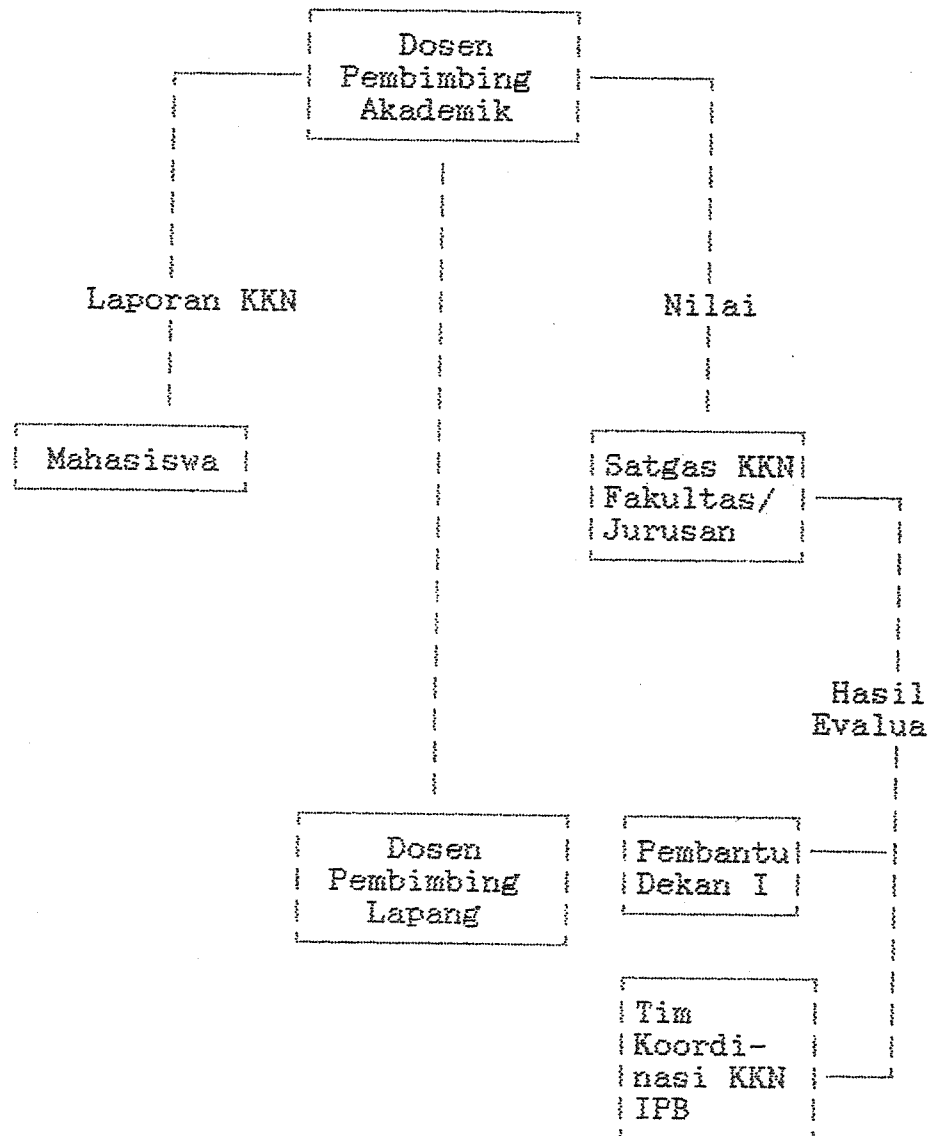 Dosen
Pembimbing
Akademik
Laporan KKN
Nilai
Mahasiswa
Satgas KKN
Fakultas/
Jurusan
Hasil
Evalua
Dosen
Pembimbing
Lapang
Pembantu
Dekan I
Tim
Koordi-
nasi KKN
IPB